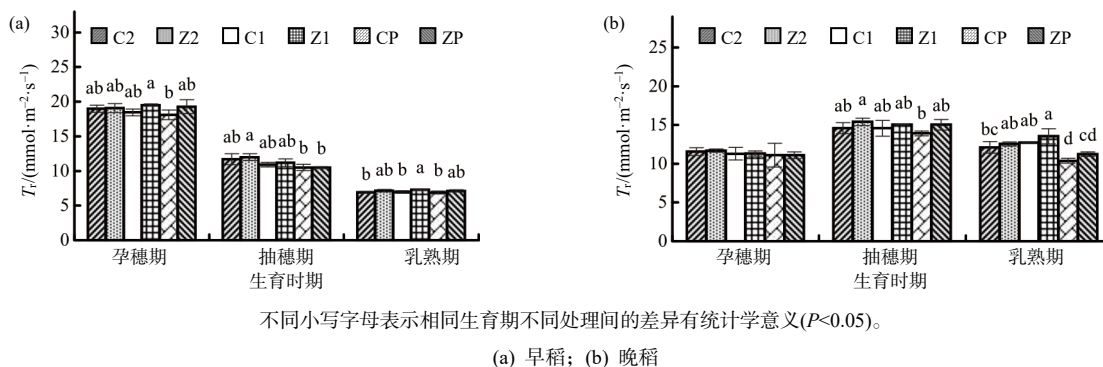 (a)
30
25
20
15
10
5
0
C2 Z2 C1 Z1 CP ZP
Tr/(mmol·m⁻²·s⁻¹)
ab ab ab a b ab
ab a ab ab b b
b ab b a b ab
孕穗期 抽穗期 乳熟期
生育时期
(b)
25
20
15
10
5
0
C2 Z2 C1 Z1 CP ZP
Tr/(mmol·m⁻²·s⁻¹)
ab a ab ab b ab
bc ab ab a d cd
孕穗期 抽穗期 乳熟期
生育时期
不同小写字母表示相同生育期不同处理间的差异有统计学意义(P<0.05)。
(a) 早稻；(b) 晚稻